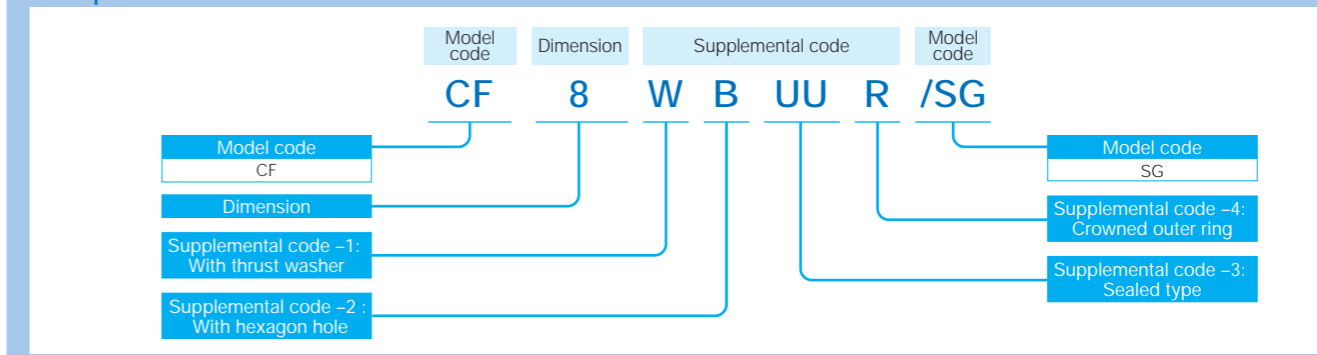 Model
code
Dimension
Supplemental code
Model
code
CF 8 W B UU R /SG
Model code
CF
Dimension
Supplemental code –1:
With thrust washer
Supplemental code –2 :
With hexagon hole
Model code
SG
Supplemental code –4:
Crowned outer ring
Supplemental code –3:
Sealed type